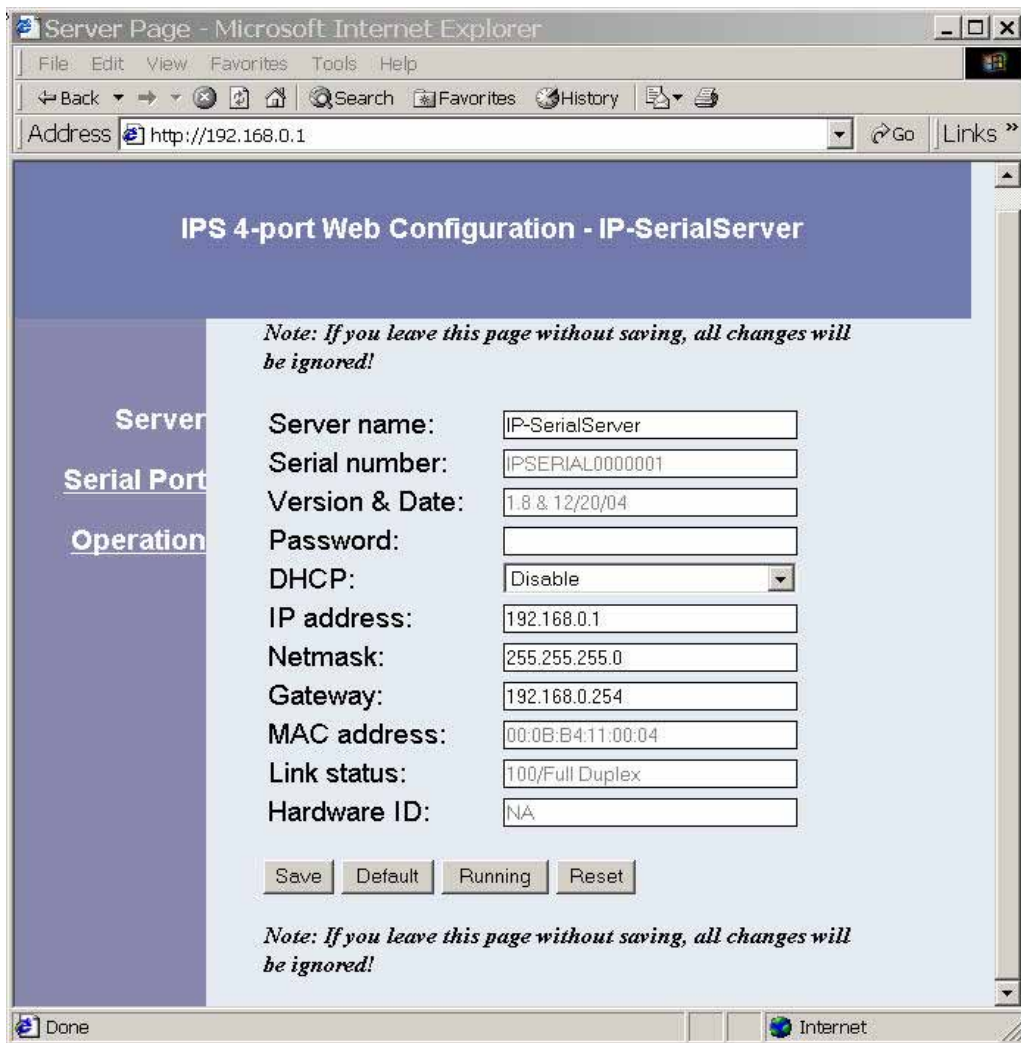 Server Page - Microsoft Internet Explorer
File Edit View Favorites Tools Help
Back Search Favorites History
Address http://192.168.0.1 Go Links »
IPS 4-port Web Configuration - IP-SerialServer
Note: If you leave this page without saving, all changes will
be ignored!
Server
Serial Port
Operation
Server name: IP-SerialServer
Serial number: IPSERIAL0000001
Version & Date: 1.8 & 12/20/04
Password:
DHCP: Disable
IP address: 192.168.0.1
Netmask: 255.255.255.0
Gateway: 192.168.0.254
MAC address: 00:0B:B4:11:00:04
Link status: 100/Full Duplex
Hardware ID: NA
Save Default Running Reset
Note: If you leave this page without saving, all changes will
be ignored!
Done Internet